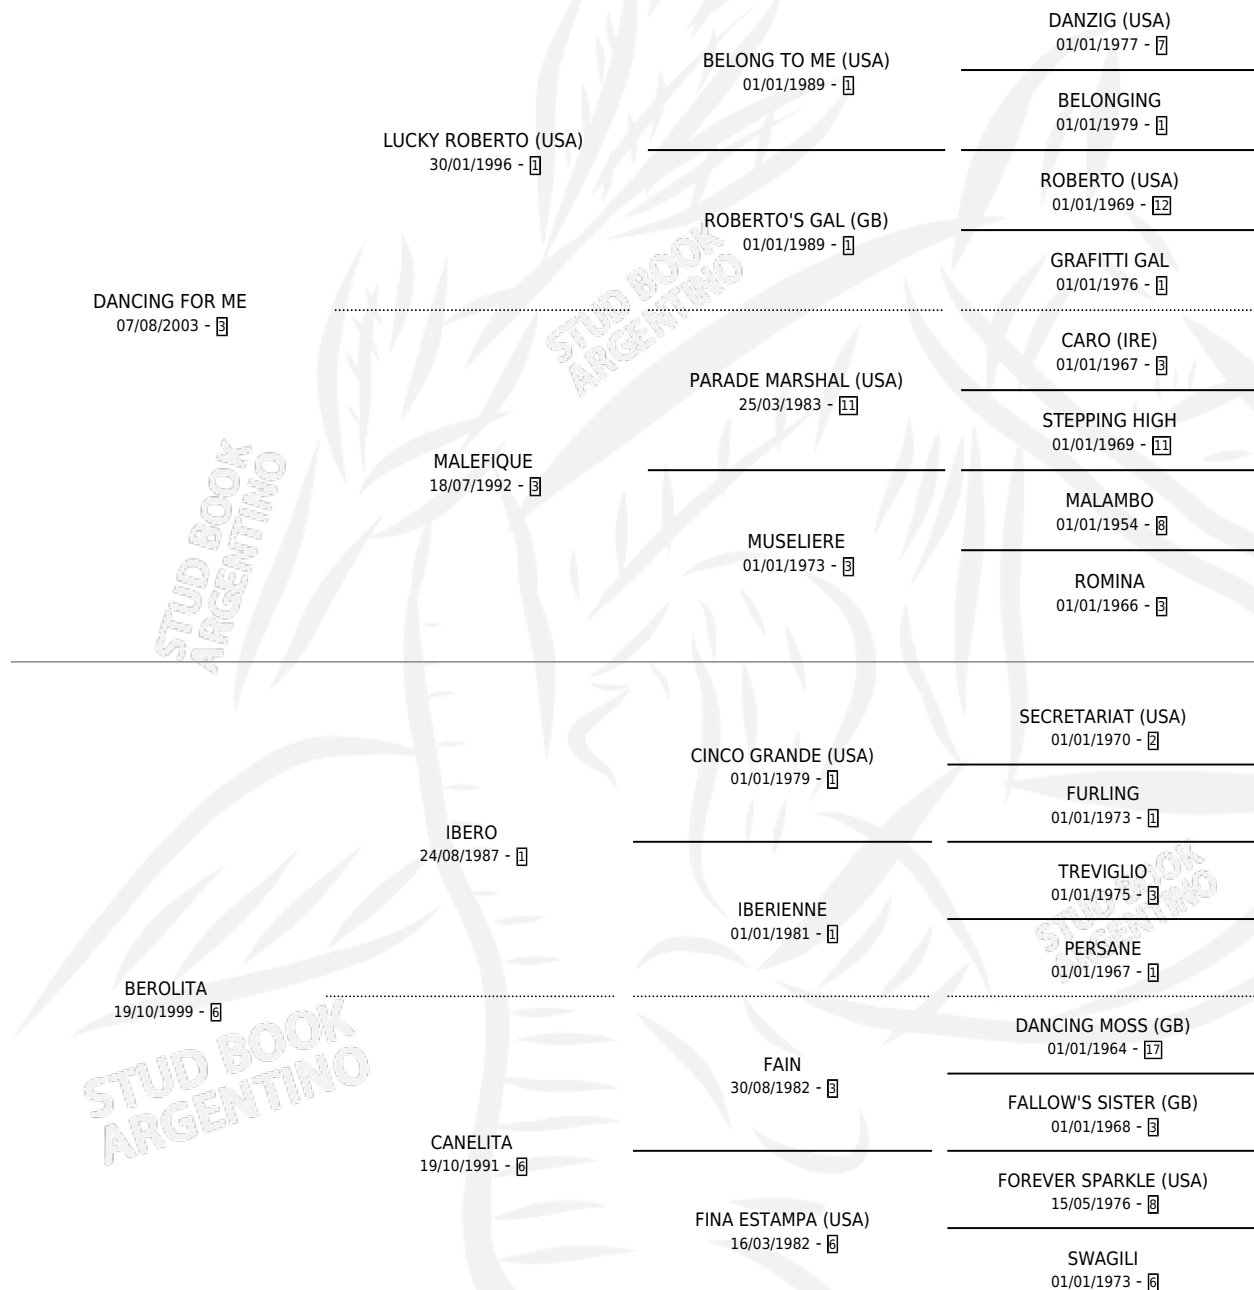 DANZIG (USA)
01/01/1977 - 7
BELONG TO ME (USA)
01/01/1989 - 1
BELONGING
01/01/1979 - 1
LUCKY ROBERTO (USA)
30/01/1996 - 1
ROBERTO (USA)
01/01/1969 - 12
ROBERTO'S GAL (GB)
01/01/1989 - 1
GRAFITTI GAL
01/01/1976 - 1
DANCING FOR ME
07/08/2003 - 3
STUD BOOK
ARGENTINO
CARO (IRE)
01/01/1967 - 3
PARADE MARSHAL (USA)
25/03/1983 - 11
STEPPING HIGH
01/01/1969 - 11
MALEFIQUE
18/07/1992 - 3
MALAMBO
01/01/1954 - 8
MUSELIERE
01/01/1973 - 3
ROMINA
01/01/1966 - 3
STUD BOOK
ARGENTINO
SECRETARIAT (USA)
01/01/1970 - 2
CINCO GRANDE (USA)
01/01/1979 - 1
FURLING
01/01/1973 - 1
IBERO
24/08/1987 - 1
TREVIGLIO
01/01/1975 - 3
IBERIENNE
01/01/1981 - 1
STUD BOOK
ARGENTINO
PERSANE
01/01/1967 - 1
BEROLITA
19/10/1999 - 6
DANCING MOSS (GB)
01/01/1964 - 17
STUD BOOK
ARGENTINO
FAIN
30/08/1982 - 3
FALLOW'S SISTER (GB)
01/01/1968 - 3
CANELITA
19/10/1991 - 6
FOREVER SPARKLE (USA)
15/05/1976 - 8
FINA ESTAMPA (USA)
16/03/1982 - 6
SWAGILI
01/01/1973 - 6